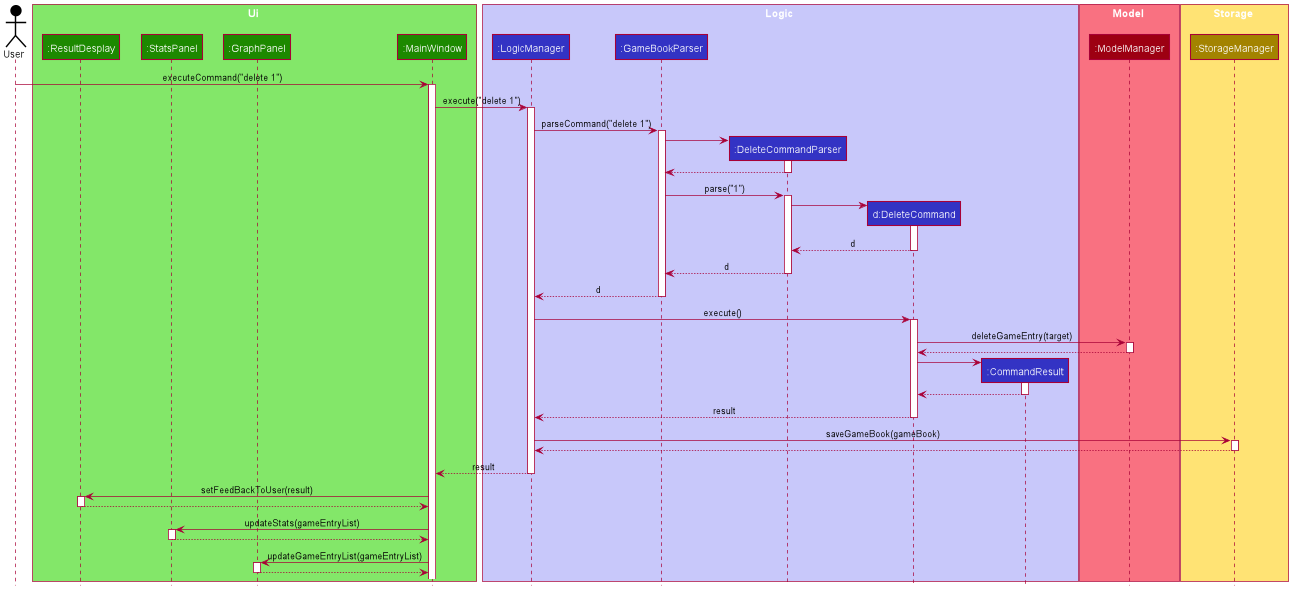 Ui
Logic
Model
Storage
User
:ResultDesplay
:StatsPanel
:GraphPanel
:MainWindow
:LogicManager
:GameBookParser
:ModelManager
:StorageManager
executeCommand("delete 1")
execute("delete 1")
parseCommand("delete 1")
:DeleteCommandParser
parse("1")
d:DeleteCommand
d
d
d
execute()
deleteGameEntry(target)
:CommandResult
result
saveGameBook(gameBook)
result
setFeedBackToUser(result)
updateStats(gameEntryList)
updateGameEntryList(gameEntryList)